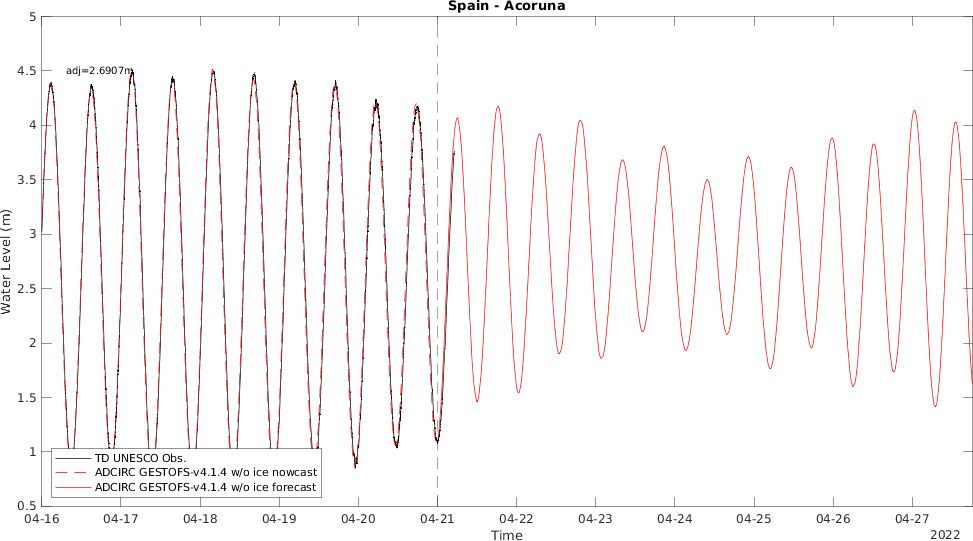 Spain - Acoruna
adj=2.6907m
Water Level (m)
5
4.5
4
3.5
3
2.5
2
1.5
1
0.5
TD UNESCO Obs.
ADCIRC GESTOFS-v4.1.4 w/o ice nowcast
ADCIRC GESTOFS-v4.1.4 w/o ice forecast
04-16 04-17 04-18 04-19 04-20 04-21 04-22 04-23 04-24 04-25 04-26 04-27
Time
2022